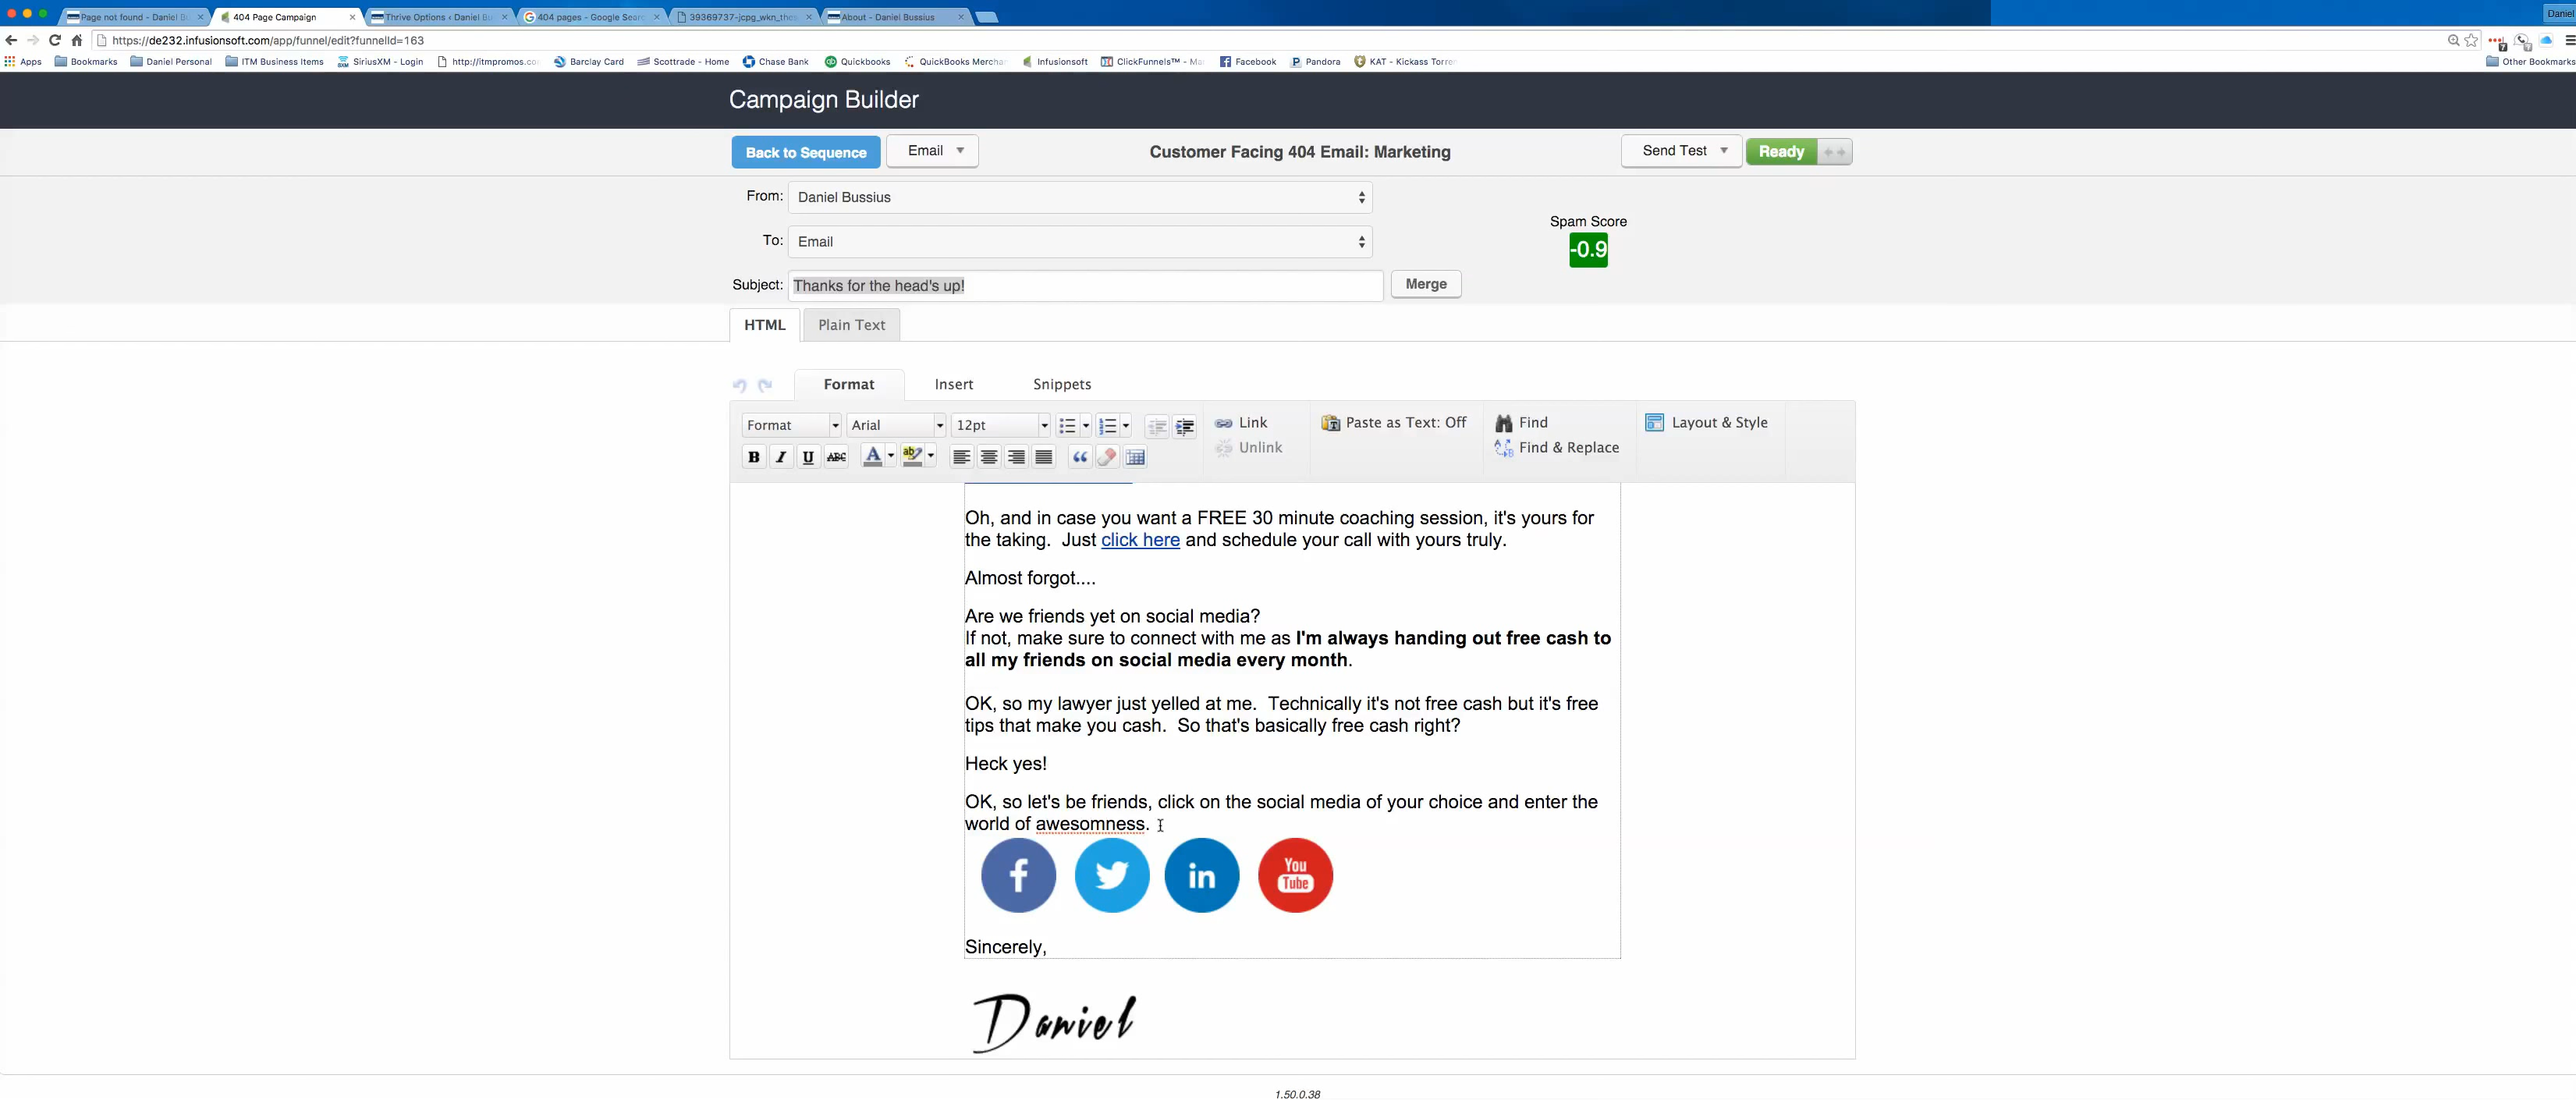 Page not found - Daniel B
404 Page Campaign
Thrive Options ‹ Daniel Bu
404 pages - Google Sear
39369737-jcpg_wkn_thes
About - Daniel Bussius
Daniel
https://de232.infusionsoft.com/app/funnel/edit?funnelId=163
Apps
Bookmarks
Daniel Personal
ITM Business Items
SiriusXM - Login
http://itmpromos.co
Barclay Card
Scottrade - Home
Chase Bank
Quickbooks
QuickBooks Mercha
Infusionsoft
ClickFunnels™ - Ma
Facebook
Pandora
KAT - Kickass Torre
Other Bookmarks
Campaign Builder
Back to Sequence
Email
Customer Facing 404 Email: Marketing
Send Test
Ready
From:
Daniel Bussius
To:
Email
Spam Score
-0.9
Subject:
Thanks for the head's up!
Merge
HTML
Plain Text
Format
Insert
Snippets
Format
Arial
12pt
Link
Unlink
Paste as Text: Off
Find
Find & Replace
Layout & Style
B I U ABC
Oh, and in case you want a FREE 30 minute coaching session, it's yours for
the taking.  Just click here and schedule your call with yours truly.
Almost forgot....
Are we friends yet on social media?
If not, make sure to connect with me as I'm always handing out free cash to
all my friends on social media every month.
OK, so my lawyer just yelled at me.  Technically it's not free cash but it's free
tips that make you cash.  So that's basically free cash right?
Heck yes!
OK, so let's be friends, click on the social media of your choice and enter the
world of awesomness.
f
in
You
Tube
Sincerely,
Daniel
1.50.0.38